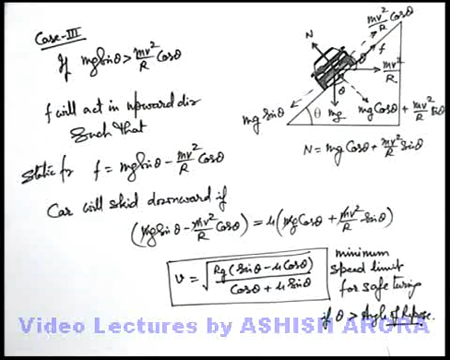 Case-III
If mg sinθ > mv²/R cosθ
f will act in upward dir
Such that
Static fr f = mg sinθ - mv²/R cosθ
Car will skid downward if
(mg sinθ - mv²/R cosθ) = μ(mg cosθ + mv²/R sinθ)
v = √(Rg(sinθ - μ cosθ)/(cosθ + μ sinθ))
minimum
speed limit
for safe turing
if θ > Angle of Repose.
mv²/R cosθ
N
f
θ
mv²/R
θ
mg sinθ
θ
mg
mg cosθ + mv²/R sinθ
N = mg cosθ + mv²/R sinθ
Video Lectures by ASHISH ARORA